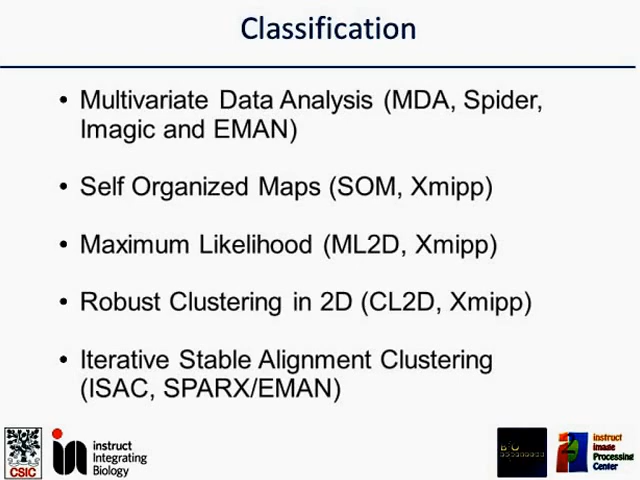 Classification
• Multivariate Data Analysis (MDA, Spider,
Imagic and EMAN)
• Self Organized Maps (SOM, Xmipp)
• Maximum Likelihood (ML2D, Xmipp)
• Robust Clustering in 2D (CL2D, Xmipp)
• Iterative Stable Alignment Clustering
(ISAC, SPARX/EMAN)
CSIC
in
instruct
Integrating
Biology
instruct
Image
Processing
Center